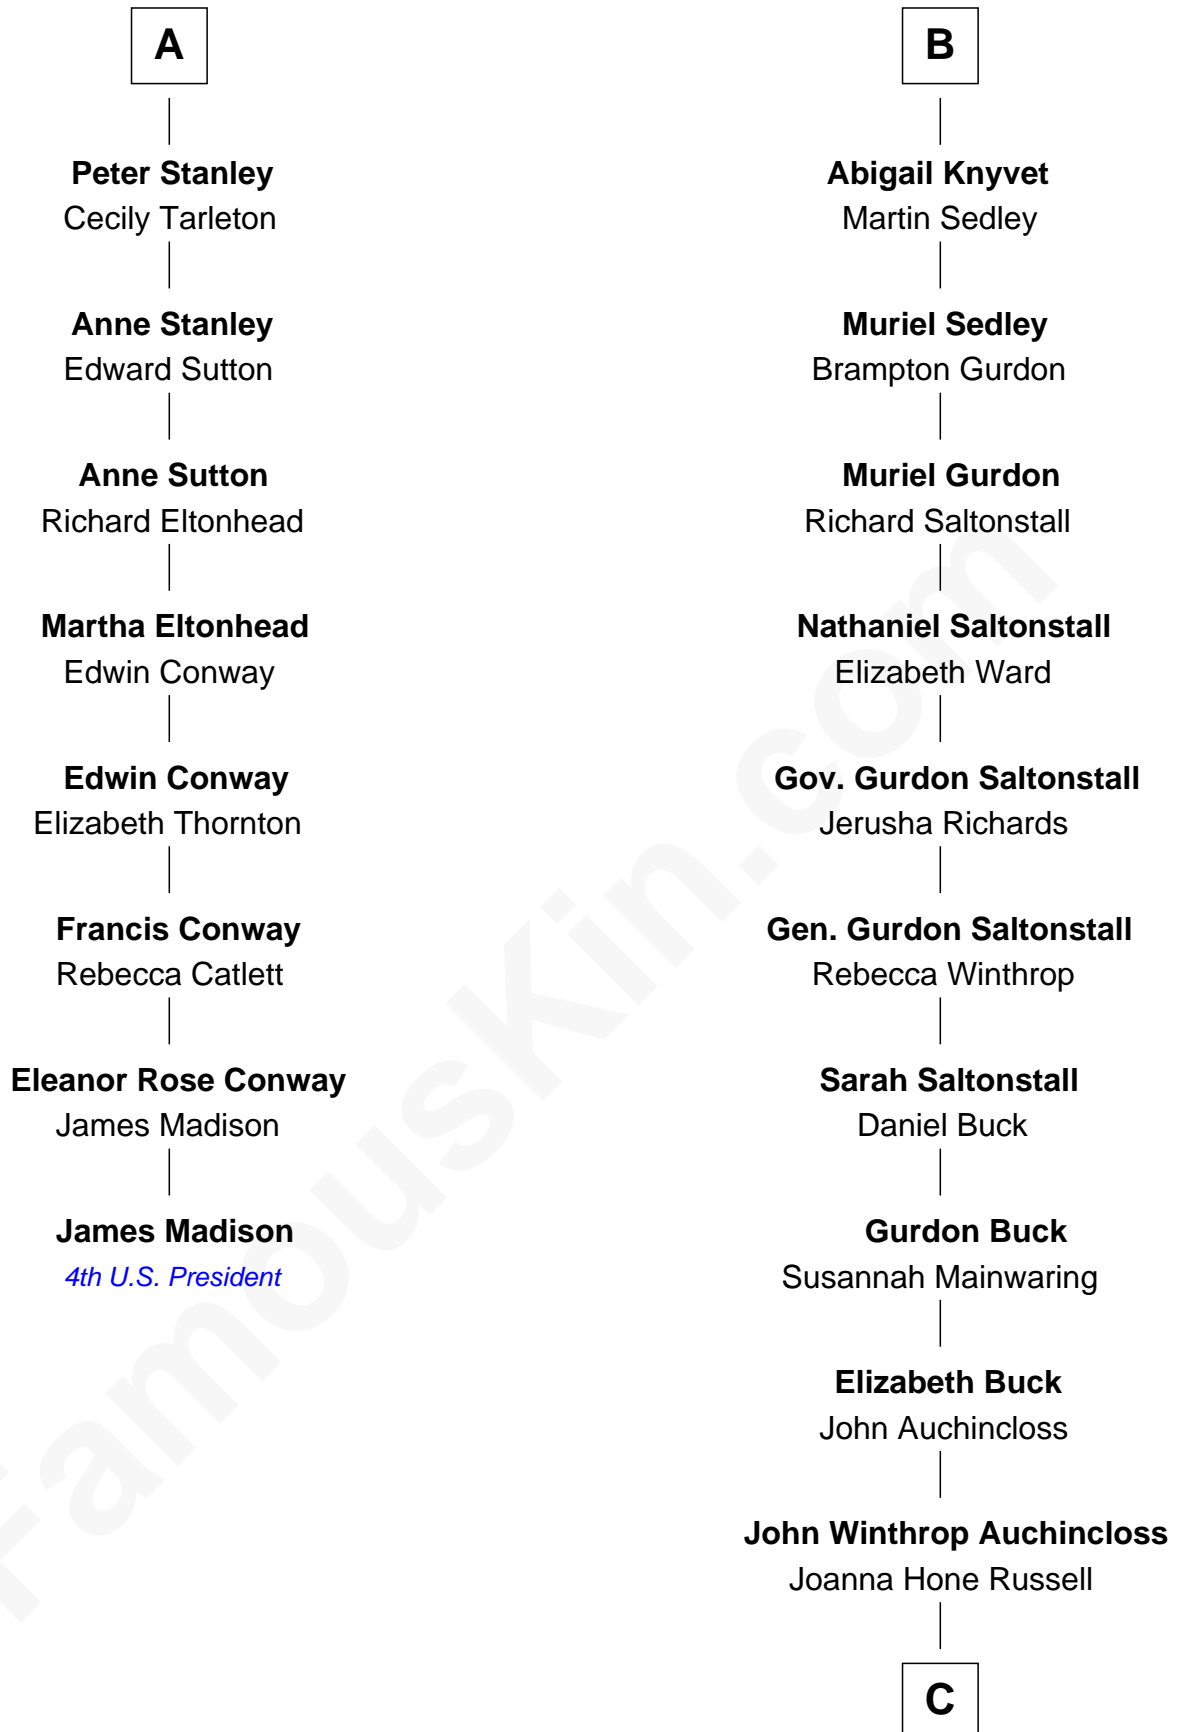 A
Peter Stanley
Cecily Tarleton
Anne Stanley
Edward Sutton
Anne Sutton
Richard Eltonhead
Martha Eltonhead
Edwin Conway
Edwin Conway
Elizabeth Thornton
Francis Conway
Rebecca Catlett
Eleanor Rose Conway
James Madison
James Madison
4th U.S. President
B
Abigail Knyvet
Martin Sedley
Muriel Sedley
Brampton Gurdon
Muriel Gurdon
Richard Saltonstall
Nathaniel Saltonstall
Elizabeth Ward
Gov. Gurdon Saltonstall
Jerusha Richards
Gen. Gurdon Saltonstall
Rebecca Winthrop
Sarah Saltonstall
Daniel Buck
Gurdon Buck
Susannah Mainwaring
Elizabeth Buck
John Auchincloss
John Winthrop Auchincloss
Joanna Hone Russell
C
FamousKin.com